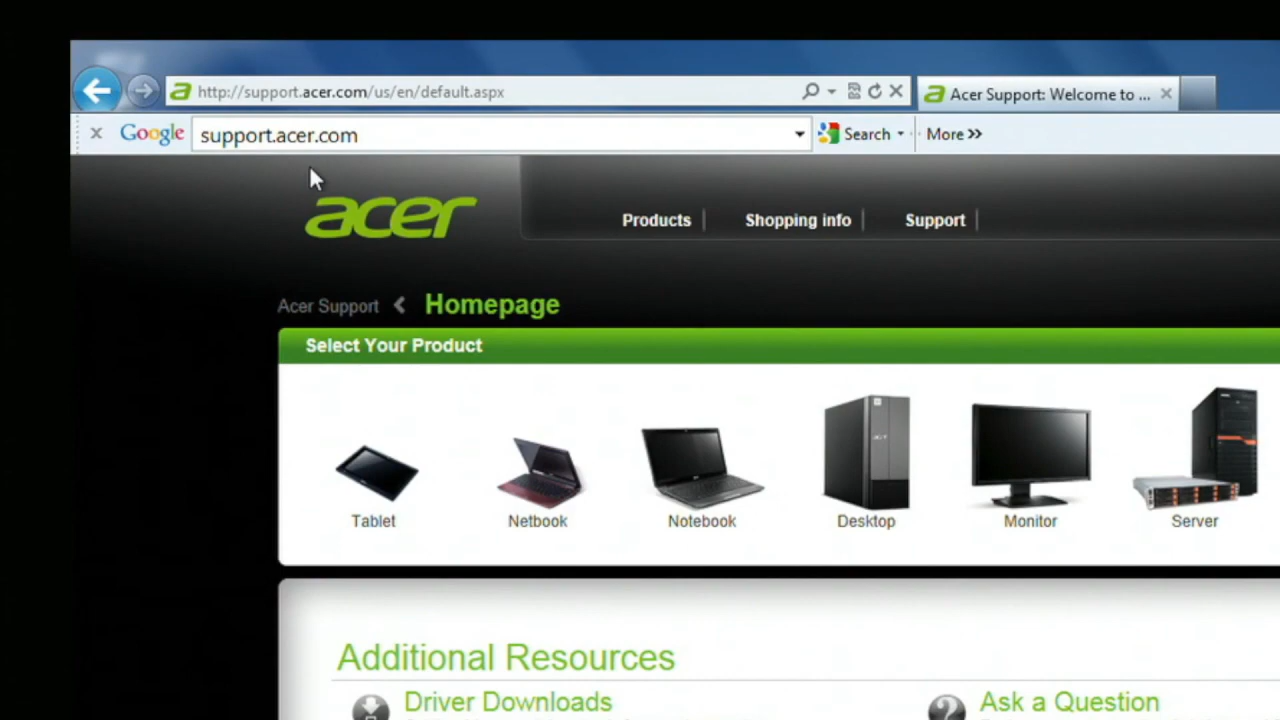 http://support.acer.com/us/en/default.aspx
Acer Support: Welcome to ...
Google support.acer.com Search More »
acer
Products Shopping info Support
Acer Support Homepage
Select Your Product
Tablet Netbook Notebook Desktop Monitor Server
Additional Resources
Driver Downloads Ask a Question